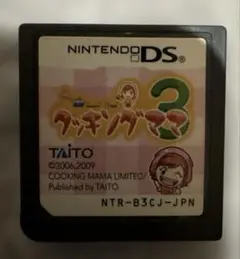 NINTENDO DS™
クッキングママ 3
TAITO
©2006,2009
COOKING MAMA LIMITED/
Published by TAITO
NTR-B3CJ-JPN